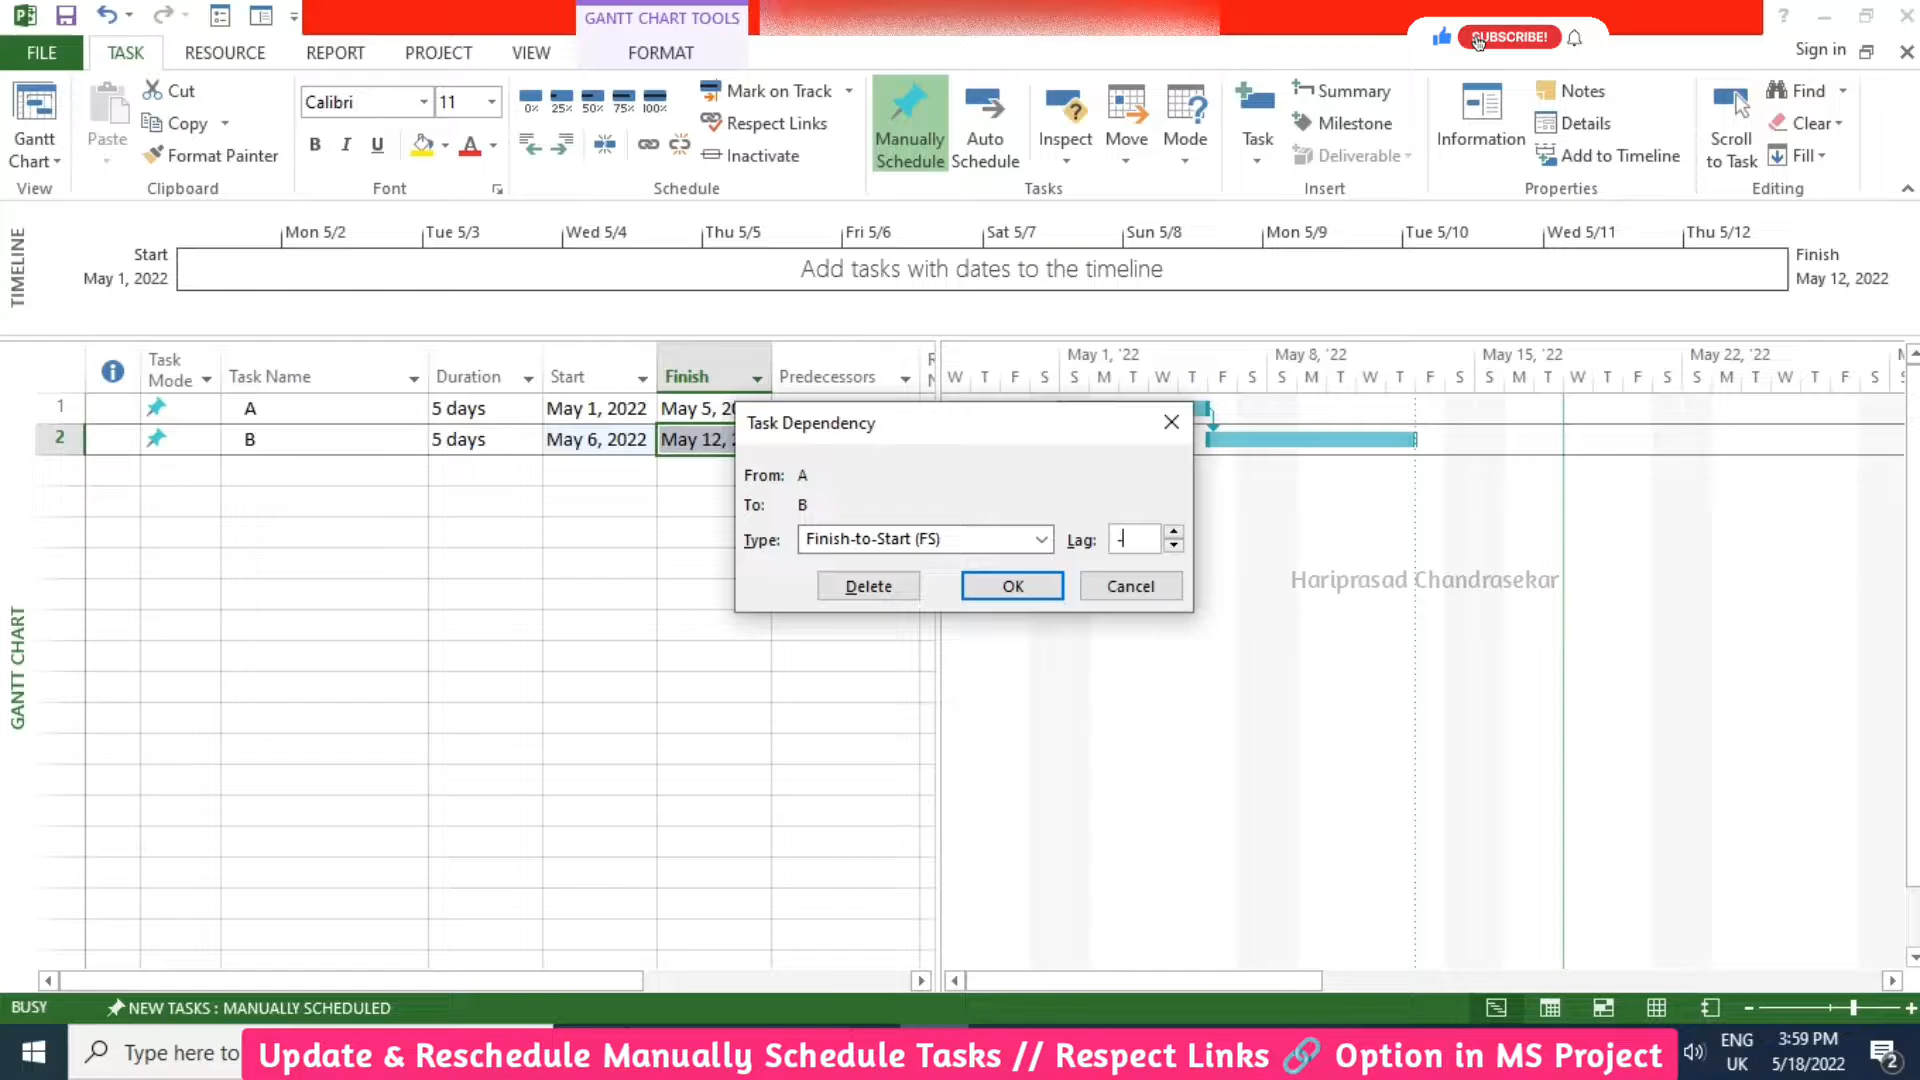 GANTT CHART TOOLS
SUBSCRIBE!
FILE TASK RESOURCE REPORT PROJECT VIEW FORMAT Sign in
Gantt Chart
View
Paste
Cut
Copy
Format Painter
Clipboard
Calibri 11
B I U A
Font
0% 25% 50% 75% 100%
Mark on Track
Respect Links
Inactivate
Schedule
Manually Schedule
Auto Schedule
Inspect
Move
Mode
Tasks
Task
Summary
Milestone
Deliverable
Insert
Information
Notes
Details
Add to Timeline
Properties
Scroll to Task
Find
Clear
Fill
Editing
TIMELINE
Mon 5/2 Tue 5/3 Wed 5/4 Thu 5/5 Fri 5/6 Sat 5/7 Sun 5/8 Mon 5/9 Tue 5/10 Wed 5/11 Thu 5/12
Start
May 1, 2022
Add tasks with dates to the timeline
Finish
May 12, 2022
GANTT CHART
Task Mode Task Name Duration Start Finish Predecessors
May 1, '22 May 8, '22 May 15, '22 May 22, '22
W T F S S M T W T F S S M T W T F S S M T W T F S S M T W T F S
1 A 5 days May 1, 2022 May 5, 20
2 B 5 days May 6, 2022 May 12,
Task Dependency
From: A
To: B
Type: Finish-to-Start (FS) Lag: -
Delete OK Cancel
Hariprasad Chandrasekar
BUSY NEW TASKS : MANUALLY SCHEDULED
Type here to
Update & Reschedule Manually Schedule Tasks // Respect Links 🔗 Option in MS Project
ENG
UK
3:59 PM
5/18/2022
2